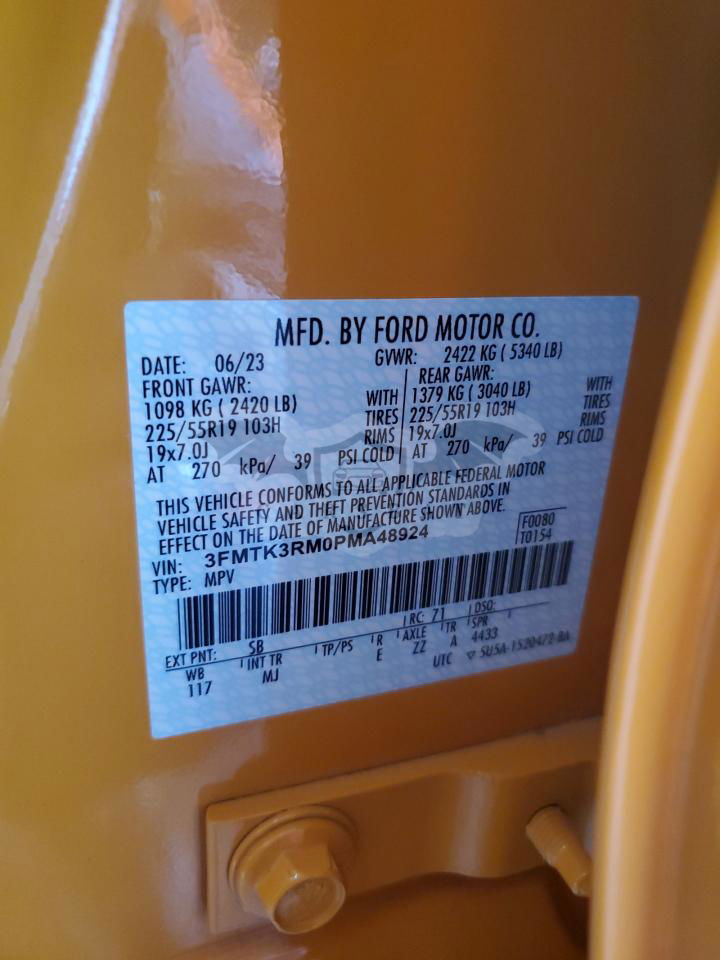 MFD. BY FORD MOTOR CO.
DATE: 06/23 GVWR: 2422 KG ( 5340 LB)
FRONT GAWR: REAR GAWR:
1098 KG ( 2420 LB) WITH 1379 KG ( 3040 LB) WITH
225/55R19 103H TIRES 225/55R19 103H TIRES
19x7.0J RIMS 19x7.0J RIMS
AT 270 kPa/ 39 PSI COLD AT 270 kPa/ 39 PSI COLD
THIS VEHICLE CONFORMS TO ALL APPLICABLE FEDERAL MOTOR
VEHICLE SAFETY AND THEFT PREVENTION STANDARDS IN
EFFECT ON THE DATE OF MANUFACTURE SHOWN ABOVE.
VIN: 3FMTK3RM0PMA48924 F0080
TYPE: MPV T0154
EXT PNT: SB RC: 71 DSO:
WB INT TR TP/PS R AXLE TR SPR
117 MJ E ZZ A 4433
UTC ▽ 5U5A-1520472-BA